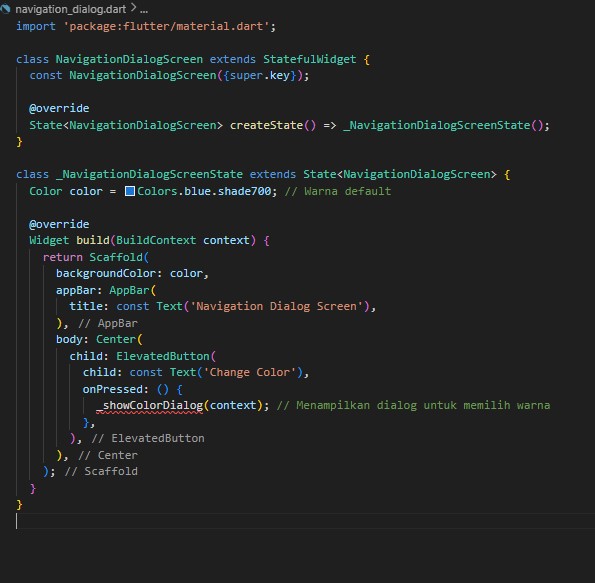 navigation_dialog.dart > ...
import 'package:flutter/material.dart';
class NavigationDialogScreen extends StatefulWidget {
const NavigationDialogScreen({super.key});
@override
State<NavigationDialogScreen> createState() => _NavigationDialogScreenState();
}
class _NavigationDialogScreenState extends State<NavigationDialogScreen> {
Color color = Colors.blue.shade700; // Warna default
@override
Widget build(BuildContext context) {
return Scaffold(
backgroundColor: color,
appBar: AppBar(
title: const Text('Navigation Dialog Screen'),
), // AppBar
body: Center(
child: ElevatedButton(
child: const Text('Change Color'),
onPressed: () {
_showColorDialog(context); // Menampilkan dialog untuk memilih warna
},
), // ElevatedButton
), // Center
); // Scaffold
}
}